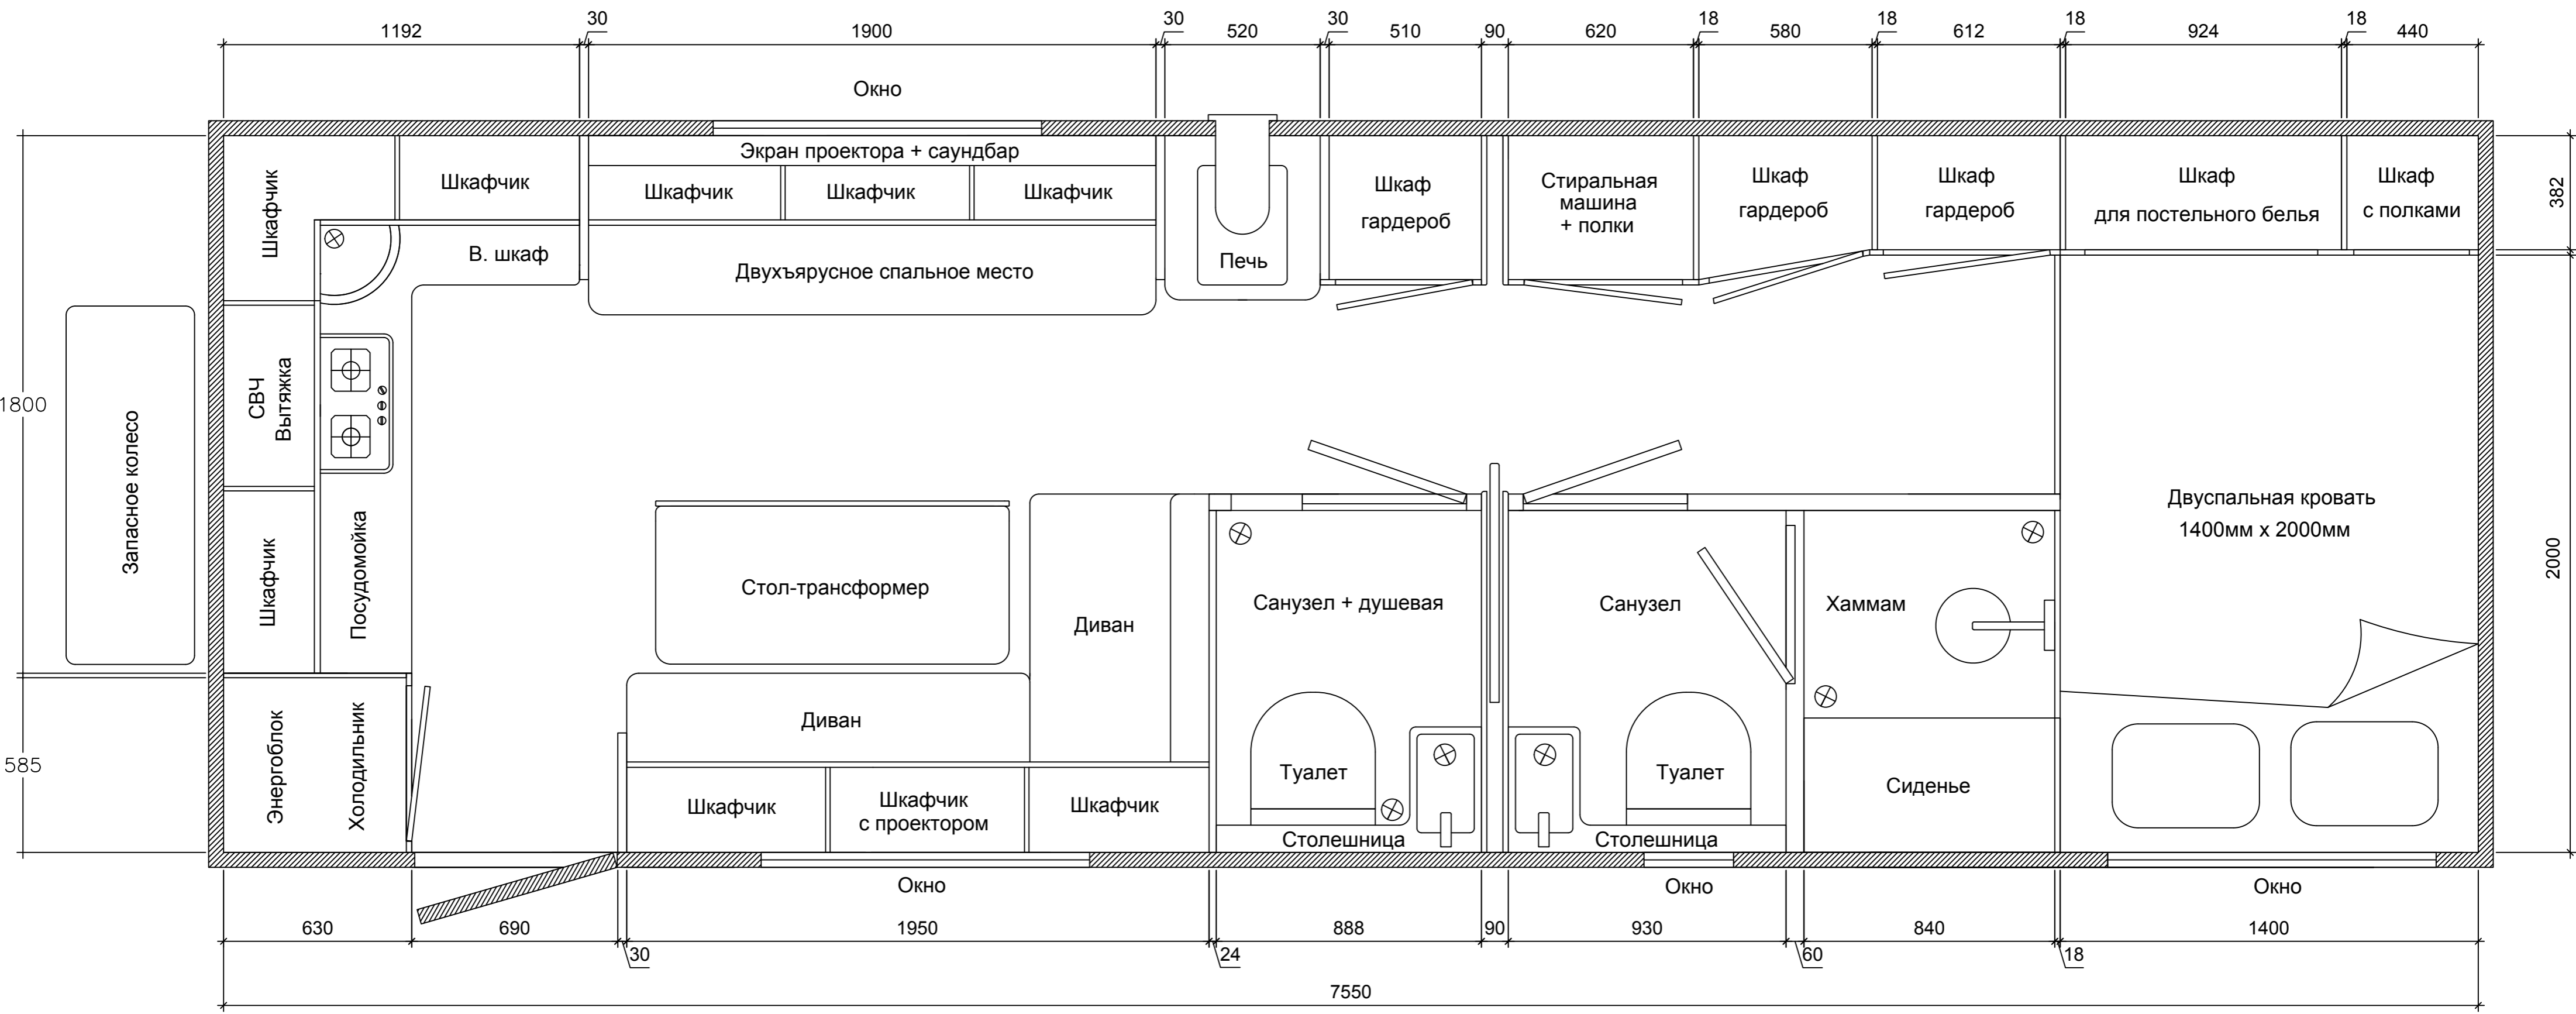 1192
30
1900
30
520
30
510
90
620
18
580
18
612
18
924
18
440
Окно
Экран проектора + саундбар
Шкафчик
Шкафчик
Шкафчик
Шкафчик
Шкафчик
В. шкаф
Двухъярусное спальное место
Печь
Шкаф
гардероб
Стиральная
машина
+ полки
Шкаф
гардероб
Шкаф
гардероб
Шкаф
для постельного белья
Шкаф
с полками
382
1800
Запасное колесо
СВЧ
Вытяжка
Шкафчик
Посудомойка
Стол-трансформер
Диван
Диван
Санузел + душевая
Санузел
Хаммам
Двуспальная кровать
1400мм x 2000мм
2000
585
Энергоблок
Холодильник
Шкафчик
Шкафчик
с проектором
Шкафчик
Туалет
Столешница
Туалет
Столешница
Сиденье
Окно
Окно
Окно
630
690
30
1950
24
888
90
930
60
840
18
1400
7550